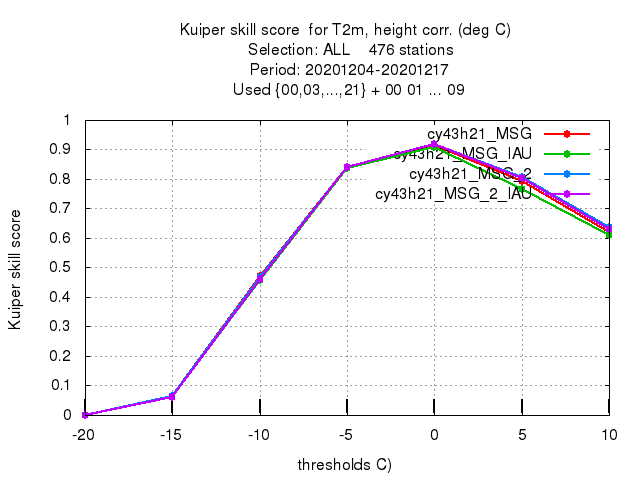 Kuiper skill score  for T2m, height corr. (deg C)
Selection: ALL    476 stations
Period: 20201204-20201217
Used {00,03,...,21} + 00 01 ... 09
Kuiper skill score
1
0.9
0.8
0.7
0.6
0.5
0.4
0.3
0.2
0.1
0
cy43h21_MSG
cy43h21_MSG_IAU
cy43h21_MSG_2
cy43h21_MSG_2_IAU
-20 -15 -10 -5 0 5 10
thresholds C)